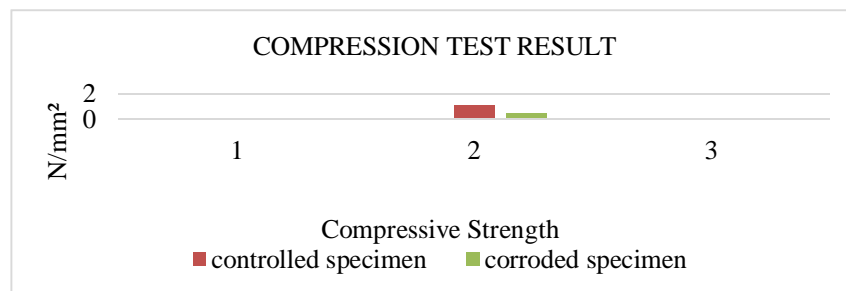 COMPRESSION TEST RESULT
N/mm²
2
0
1 2 3
Compressive Strength
controlled specimen corroded specimen